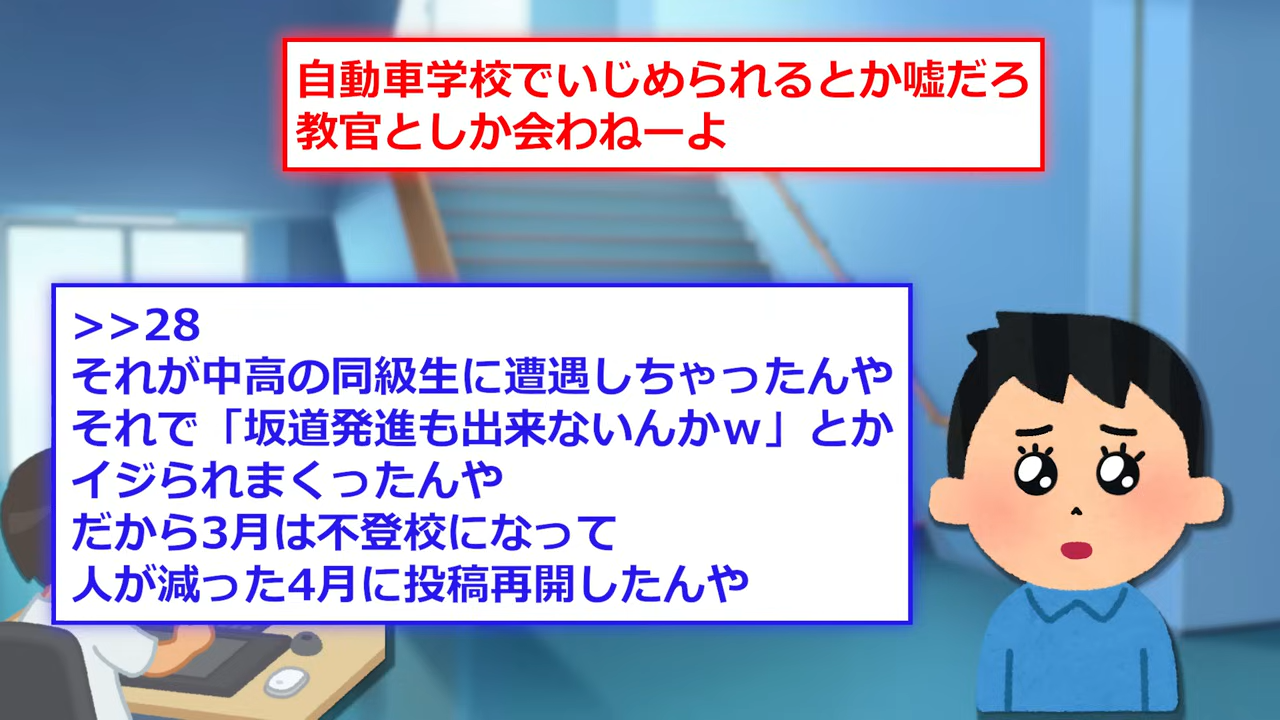 自動車学校でいじめられるとか嘘だろ
教官としか会わねーよ
>>28
それが中高の同級生に遭遇しちゃったんや
それで「坂道発進も出来ないんかｗ」とか
イジられまくったんや
だから3月は不登校になって
人が減った4月に投稿再開したんや